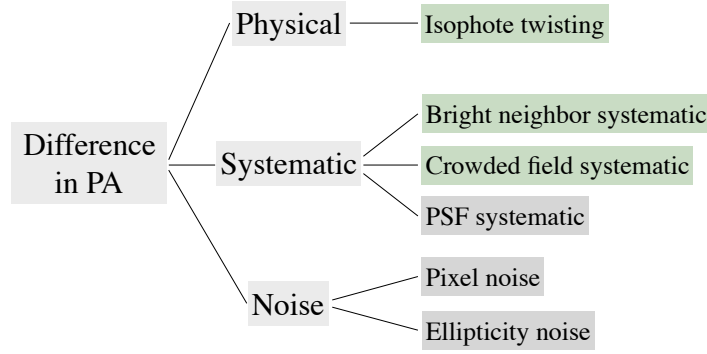 Physical
Isophote twisting
Difference
in PA
Systematic
Bright neighbor systematic
Crowded field systematic
PSF systematic
Noise
Pixel noise
Ellipticity noise